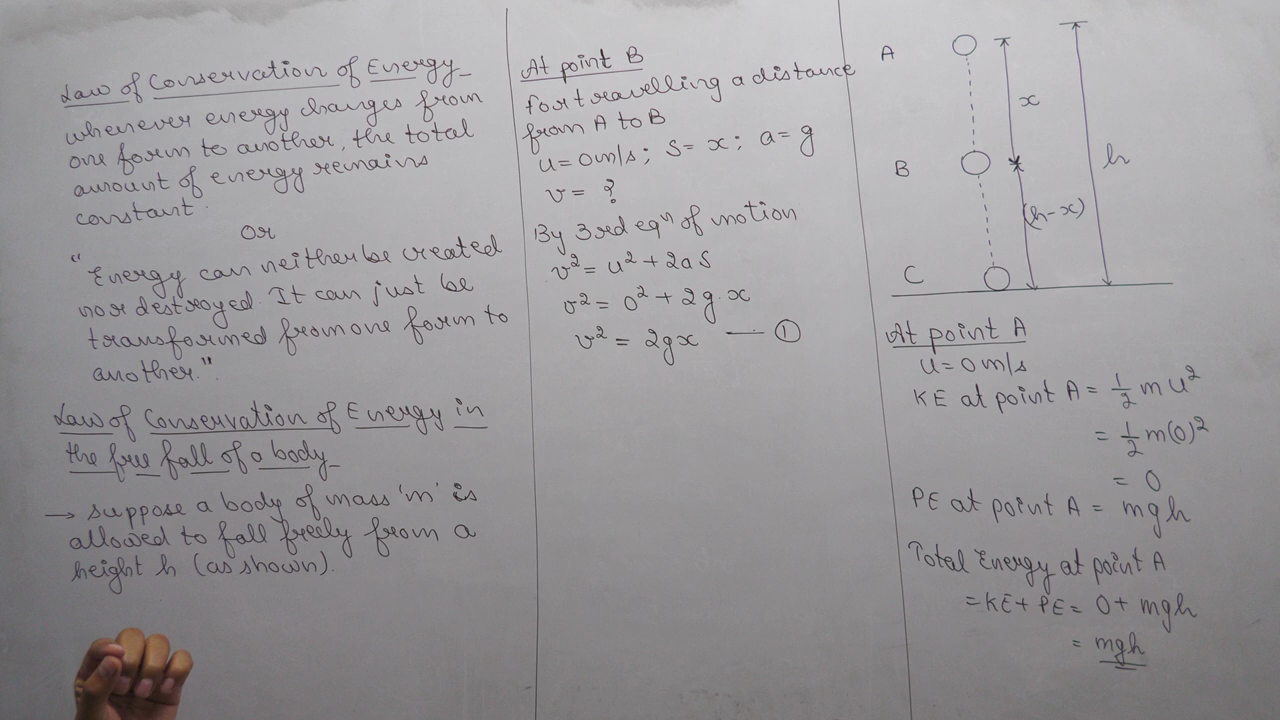 Law of Conservation of Energy-
whenever energy changes from
one form to another, the total
amount of energy remains
constant.
Or
"Energy can neither be created
nor destroyed. It can just be
transformed from one form to
another."
Law of Conservation of Energy in
the free fall of a body-
→ suppose a body of mass 'm' is
allowed to fall freely from a
height h (as shown).
At point B
for travelling a distance
from A to B
u = 0 m/s; S = x; a = g
v = ?
By 3rd eqⁿ of motion
v² = u² + 2aS
v² = 0² + 2g.x
v² = 2gx — ①
A
x
B
h
(h-x)
C
At point A
u = 0 m/s
KE at point A = 1/2 m u²
= 1/2 m(0)²
= 0
PE at point A = mgh
Total Energy at point A
= KE + PE = 0 + mgh
= mgh